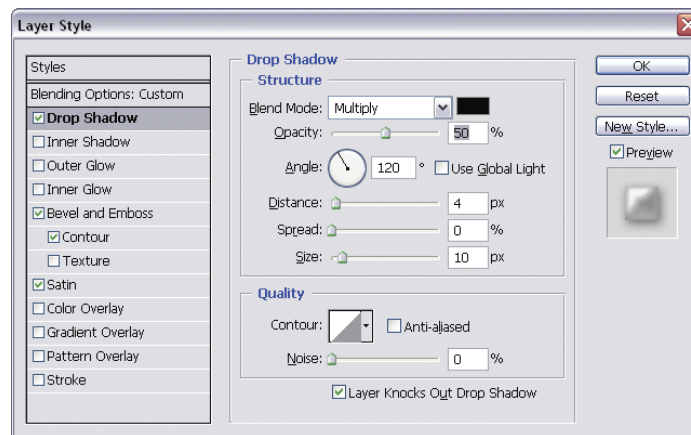 Layer Style
Styles
Blending Options: Custom
Drop Shadow
Inner Shadow
Outer Glow
Inner Glow
Bevel and Emboss
Contour
Texture
Satin
Color Overlay
Gradient Overlay
Pattern Overlay
Stroke
Drop Shadow
Structure
Blend Mode: Multiply
Opacity: 50 %
Angle: 120 ° Use Global Light
Distance: 4 px
Spread: 0 %
Size: 10 px
Quality
Contour: Anti-aliased
Noise: 0 %
Layer Knocks Out Drop Shadow
OK
Reset
New Style...
Preview